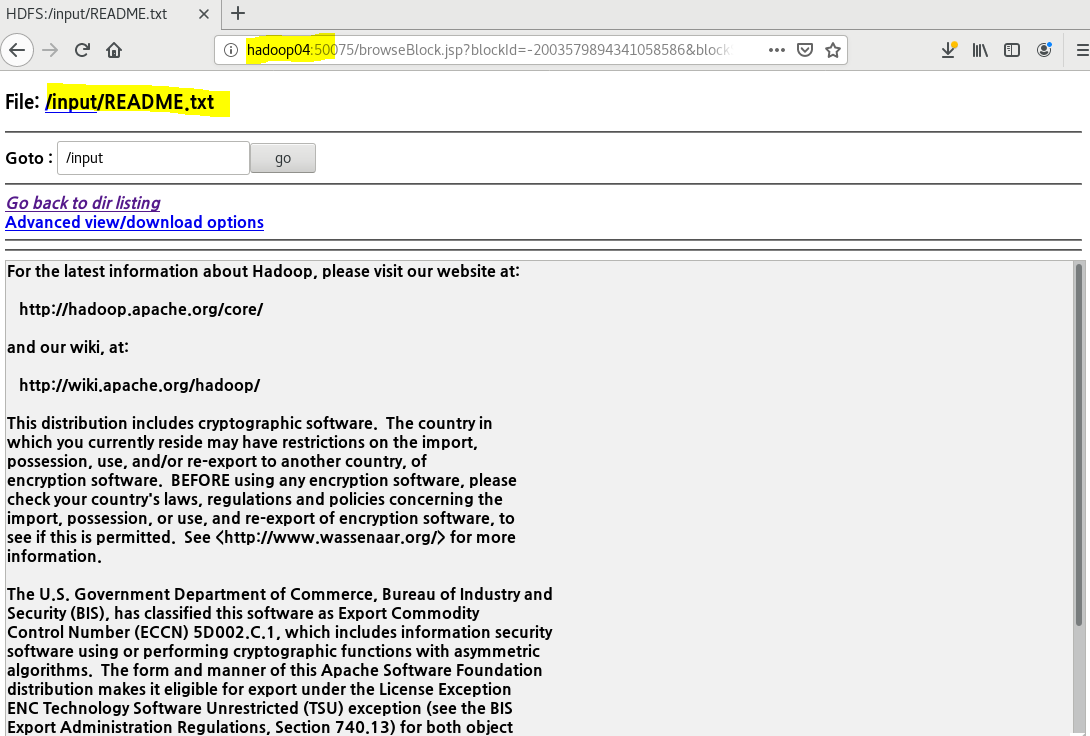 HDFS:/input/README.txt
hadoop04:50075/browseBlock.jsp?blockId=-2003579894341058586&block
File: /input/README.txt
Goto : /input go
Go back to dir listing
Advanced view/download options
For the latest information about Hadoop, please visit our website at:
http://hadoop.apache.org/core/
and our wiki, at:
http://wiki.apache.org/hadoop/
This distribution includes cryptographic software.  The country in
which you currently reside may have restrictions on the import,
possession, use, and/or re-export to another country, of
encryption software.  BEFORE using any encryption software, please
check your country's laws, regulations and policies concerning the
import, possession, or use, and re-export of encryption software, to
see if this is permitted.  See <http://www.wassenaar.org/> for more
information.
The U.S. Government Department of Commerce, Bureau of Industry and
Security (BIS), has classified this software as Export Commodity
Control Number (ECCN) 5D002.C.1, which includes information security
software using or performing cryptographic functions with asymmetric
algorithms.  The form and manner of this Apache Software Foundation
distribution makes it eligible for export under the License Exception
ENC Technology Software Unrestricted (TSU) exception (see the BIS
Export Administration Regulations, Section 740.13) for both object